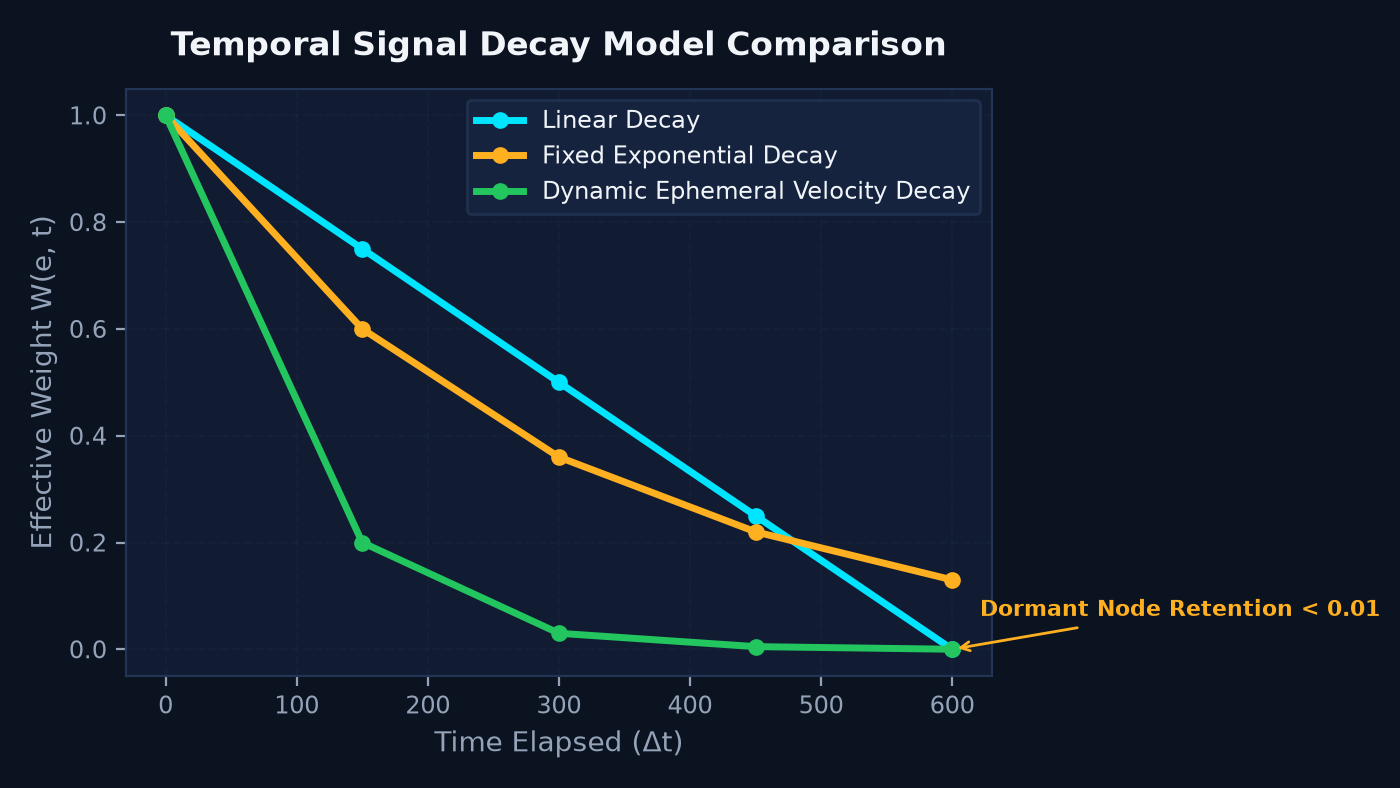 Temporal Signal Decay Model Comparison
Linear Decay
Fixed Exponential Decay
Dynamic Ephemeral Velocity Decay
Effective Weight W(e, t)
1.0
0.8
0.6
0.4
0.2
0.0
Dormant Node Retention < 0.01
0 100 200 300 400 500 600
Time Elapsed (Δt)